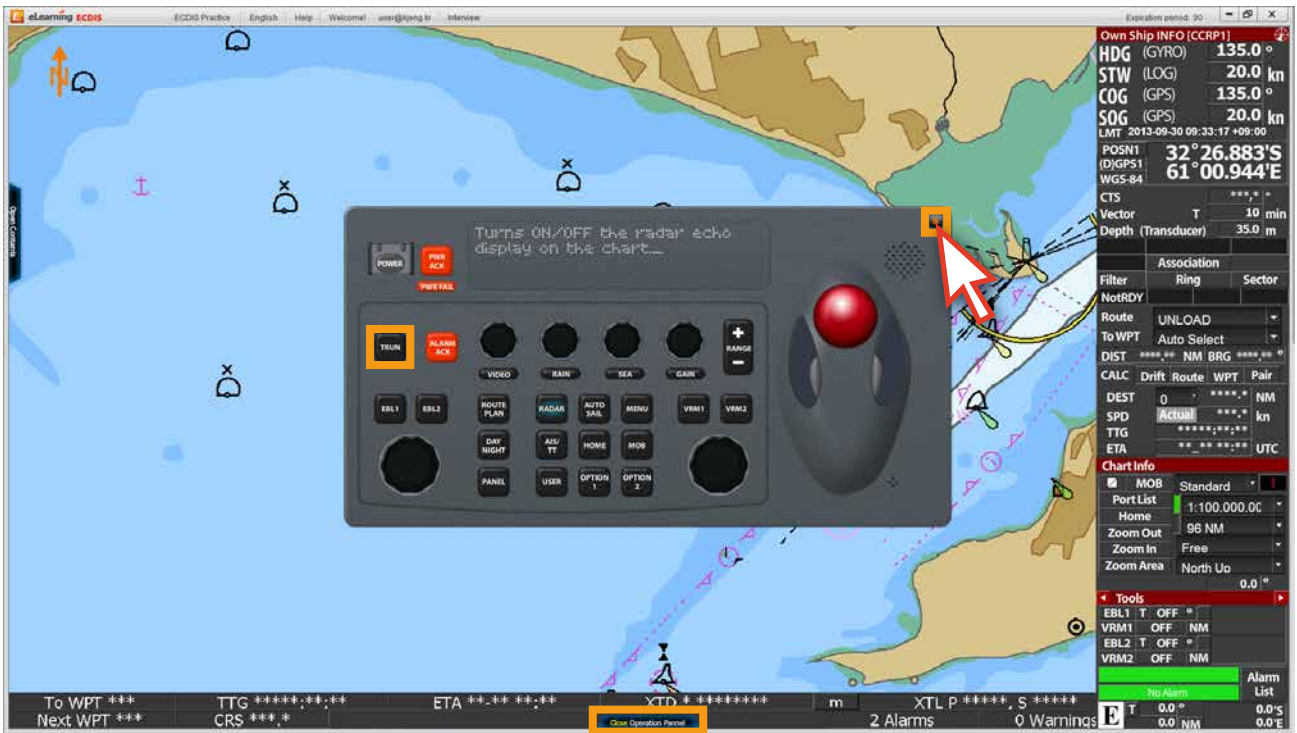 eLearning ECDIS ECDIS Practice English Help Welcome! user@kjeng.kr Interview Expiration period: 90
Own Ship INFO [CCRP1]
HDG (GYRO) 135.0 °
STW (LOG) 20.0 kn
COG (GPS) 135.0 °
SOG (GPS) 20.0 kn
LMT 2013-09-30 09:33:17 +09:00
POSN1 32°26.883'S
(D)GPS1 61°00.944'E
WGS-84
CTS ***.* °
Vector T 10 min
Depth (Transducer) 35.0 m
Association
Filter Ring Sector
NotRDY
Route UNLOAD
To WPT Auto Select
DIST ****.** NM BRG ****.** °
CALC Drift Route WPT Pair
DEST 0 ****.* NM
SPD Actual ***.* kn
TTG *****:**:**
ETA **_** **:** UTC
Chart Info
MOB Standard !
Port List 1:100.000.0C
Home
Zoom Out 96 NM
Zoom In Free
Zoom Area North Up
0.0 °
Tools
EBL1 T OFF °
VRM1 OFF NM
EBL2 T OFF °
VRM2 OFF NM
No Alarm
Alarm List
E T 0.0 ° 0.0'S
0.0 NM 0.0'E
N
Open Contents
Turns ON/OFF the radar echo
display on the chart._
POWER
PWR ACK
PWR FAIL
TRUN
ALARM ACK
VIDEO RAIN SEA GAIN
+ RANGE -
EBL1 EBL2
ROUTE PLAN RADAR AUTO SAIL MENU
VRM1 VRM2
DAY NIGHT AIS/ TT HOME MOB
PANEL USER OPTION 1 OPTION 2
To WPT *** TTG *****:**:** ETA **-** **:** XTD * ******** m XTL P *****, S *****
Next WPT *** CRS ***.* Close Operation Pannel 2 Alarms 0 Warnings